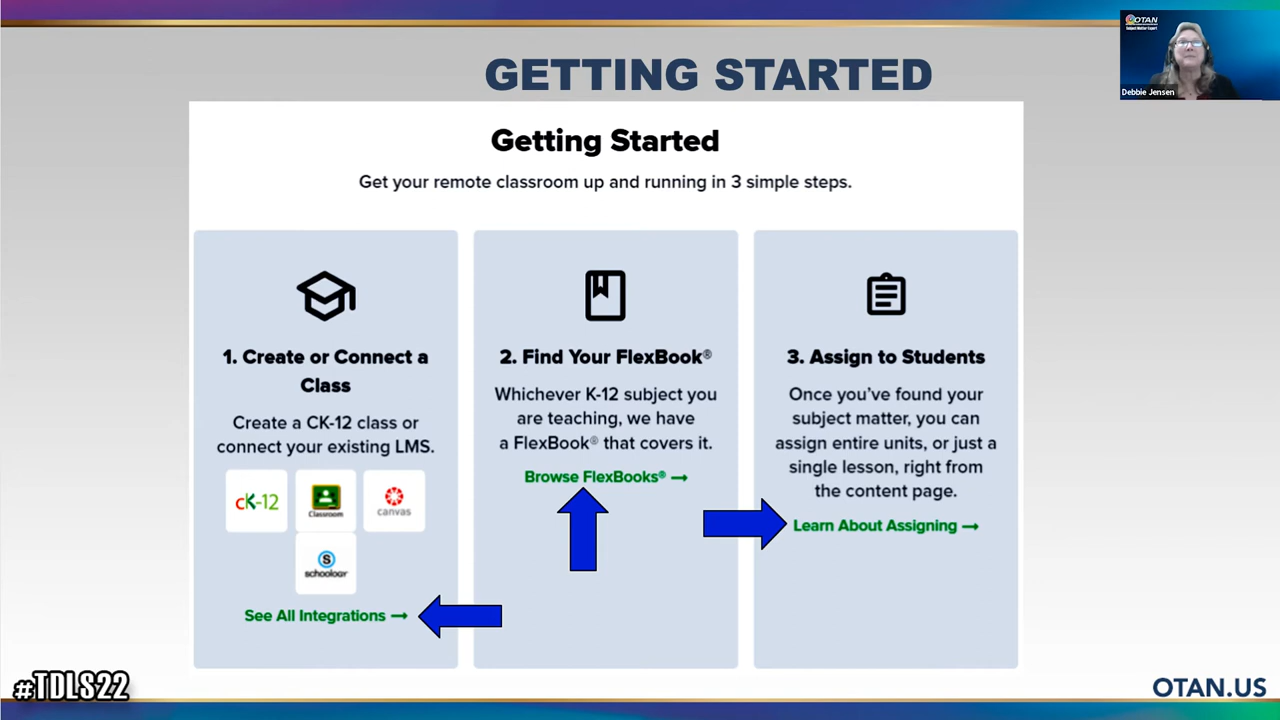 OTAN
Subject Matter Expert
Debbie Jensen
GETTING STARTED
Getting Started
Get your remote classroom up and running in 3 simple steps.
1. Create or Connect a
Class
Create a CK-12 class or
connect your existing LMS.
cK-12
Classroom
canvas
S
schoology
See All Integrations →
2. Find Your FlexBook®
Whichever K-12 subject you
are teaching, we have
a FlexBook® that covers it.
Browse FlexBooks® →
3. Assign to Students
Once you’ve found your
subject matter, you can
assign entire units, or just a
single lesson, right from
the content page.
Learn About Assigning →
#TDLS22
OTAN.US